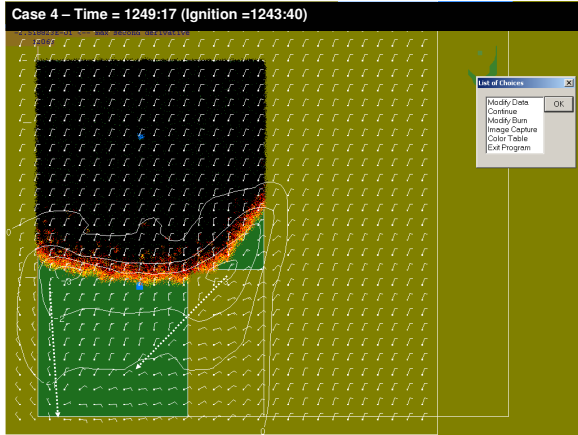 Case 4 – Time = 1249:17 (Ignition =1243:40)
<-- max second derivative
List of Choices
Modify Data
Continue
Modify Burn
Image Capture
Color Table
Exit Program
OK
0
0